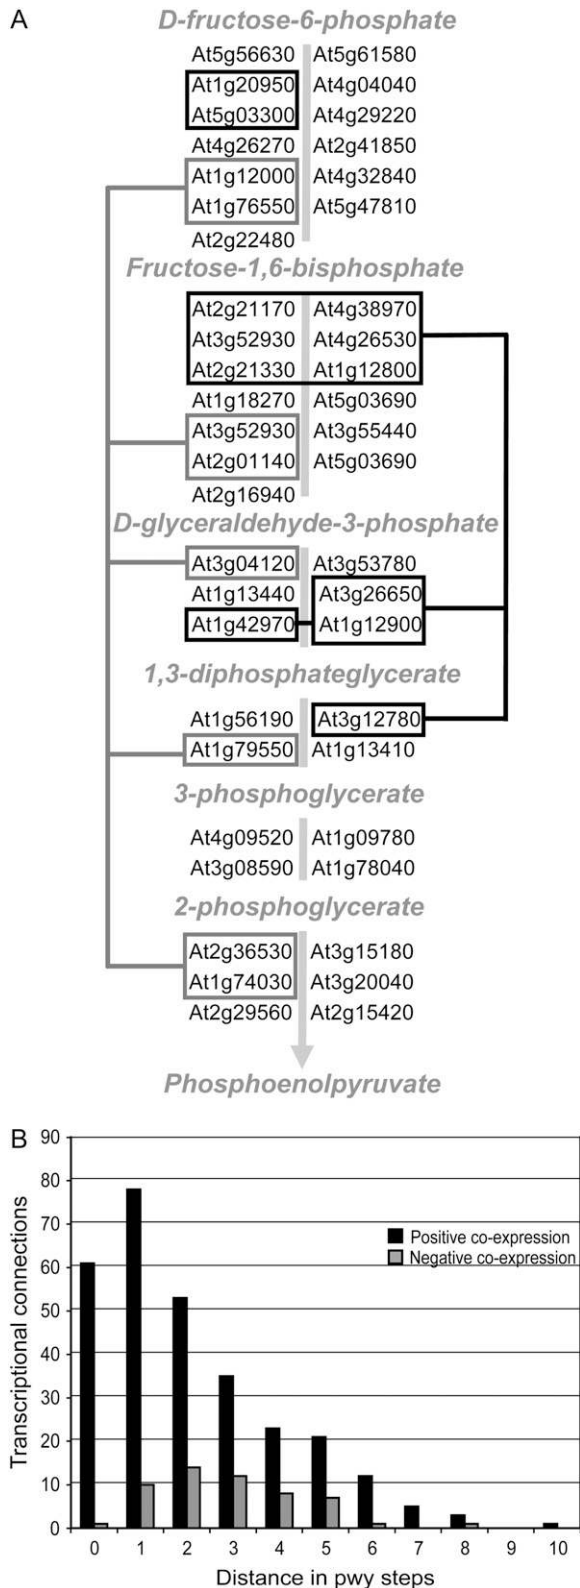 A
D-fructose-6-phosphate
At5g56630 At5g61580
At1g20950 At4g04040
At5g03300 At4g29220
At4g26270 At2g41850
At1g12000 At4g32840
At1g76550 At5g47810
At2g22480
Fructose-1,6-bisphosphate
At2g21170 At4g38970
At3g52930 At4g26530
At2g21330 At1g12800
At1g18270 At5g03690
At3g52930 At3g55440
At2g01140 At5g03690
At2g16940
D-glyceraldehyde-3-phosphate
At3g04120 At3g53780
At1g13440 At3g26650
At1g42970 At1g12900
1,3-diphosphateglycerate
At1g56190 At3g12780
At1g79550 At1g13410
3-phosphoglycerate
At4g09520 At1g09780
At3g08590 At1g78040
2-phosphoglycerate
At2g36530 At3g15180
At1g74030 At3g20040
At2g29560 At2g15420
Phosphoenolpyruvate
B
Transcriptional connections
90
80
70
60
50
40
30
20
10
0
Positive co-expression
Negative co-expression
0 1 2 3 4 5 6 7 8 9 10
Distance in pwy steps